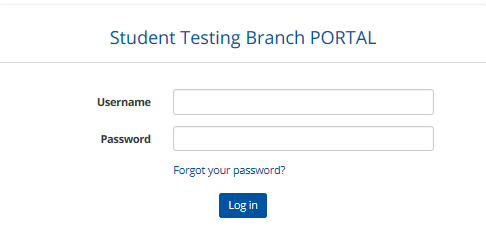 Student Testing Branch PORTAL
Username
Password
Forgot your password?
Log in